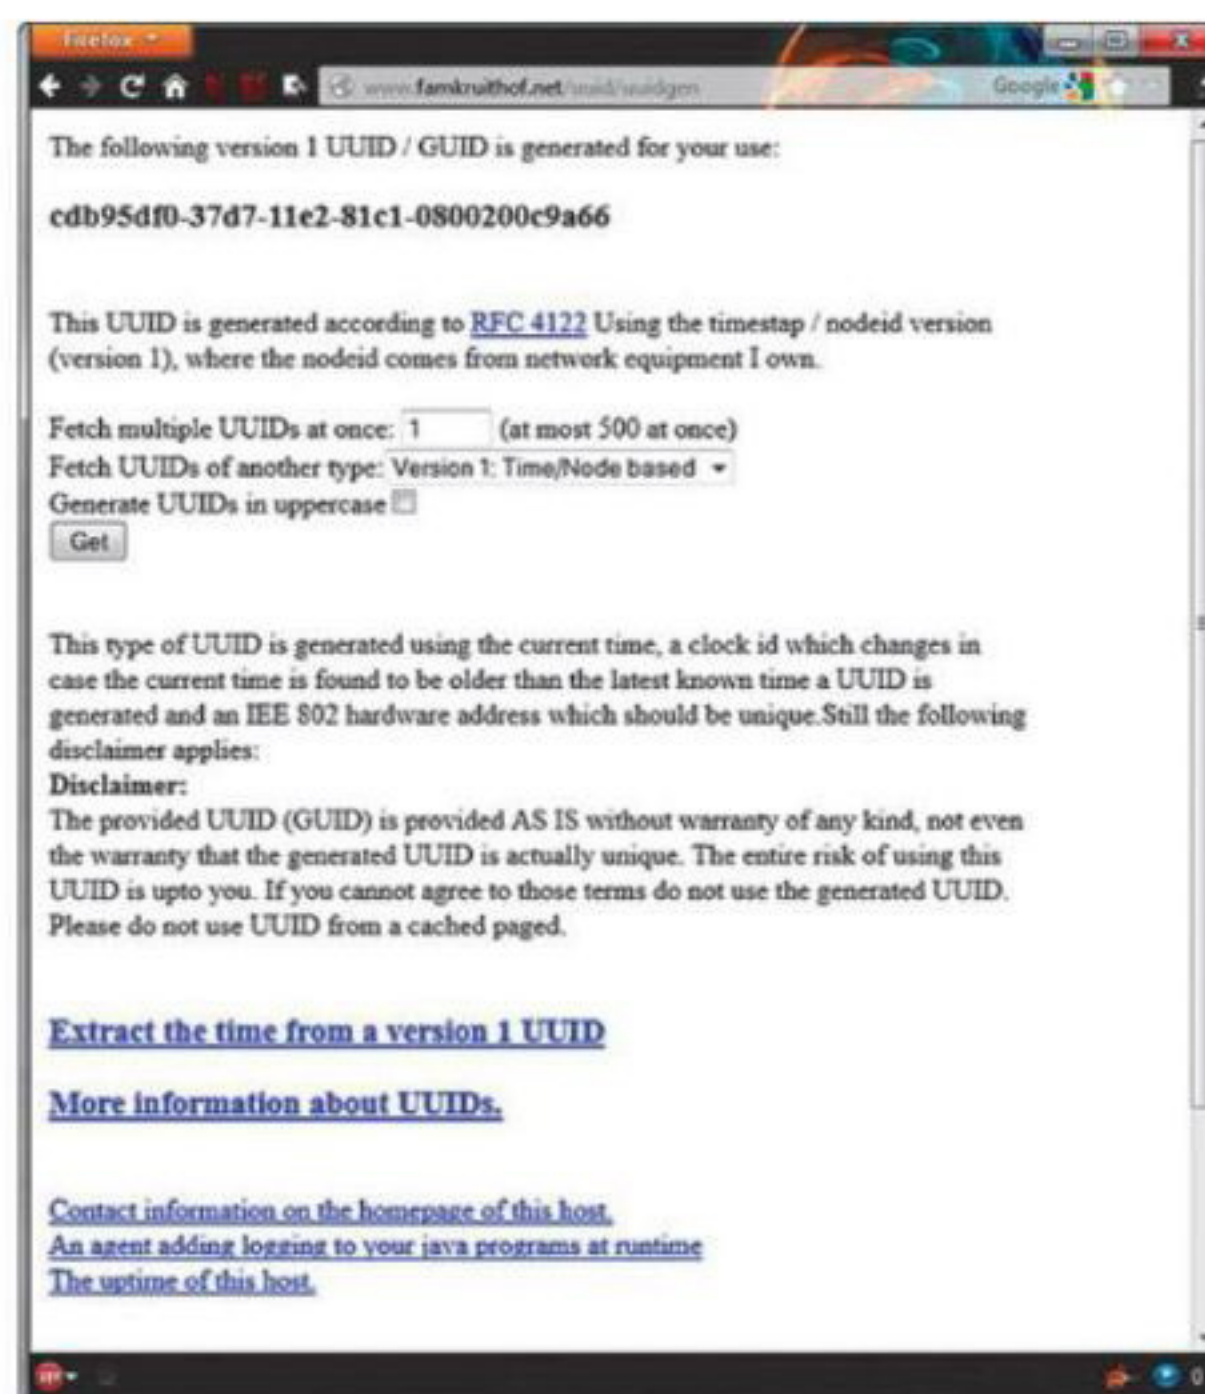 Firefox
www.famkruithof.net/uuid/uuidgen
Google
The following version 1 UUID / GUID is generated for your use:
cdb95df0-37d7-11e2-81c1-0800200c9a66
This UUID is generated according to RFC 4122 Using the timestap / nodeid version
(version 1), where the nodeid comes from network equipment I own.
Fetch multiple UUIDs at once: 1 (at most 500 at once)
Fetch UUIDs of another type: Version 1: Time/Node based
Generate UUIDs in uppercase
Get
This type of UUID is generated using the current time, a clock id which changes in
case the current time is found to be older than the latest known time a UUID is
generated and an IEE 802 hardware address which should be unique.Still the following
disclaimer applies:
Disclaimer:
The provided UUID (GUID) is provided AS IS without warranty of any kind, not even
the warranty that the generated UUID is actually unique. The entire risk of using this
UUID is upto you. If you cannot agree to those terms do not use the generated UUID.
Please do not use UUID from a cached paged.
Extract the time from a version 1 UUID
More information about UUIDs.
Contact information on the homepage of this host.
An agent adding logging to your java programs at runtime
The uptime of this host.
0